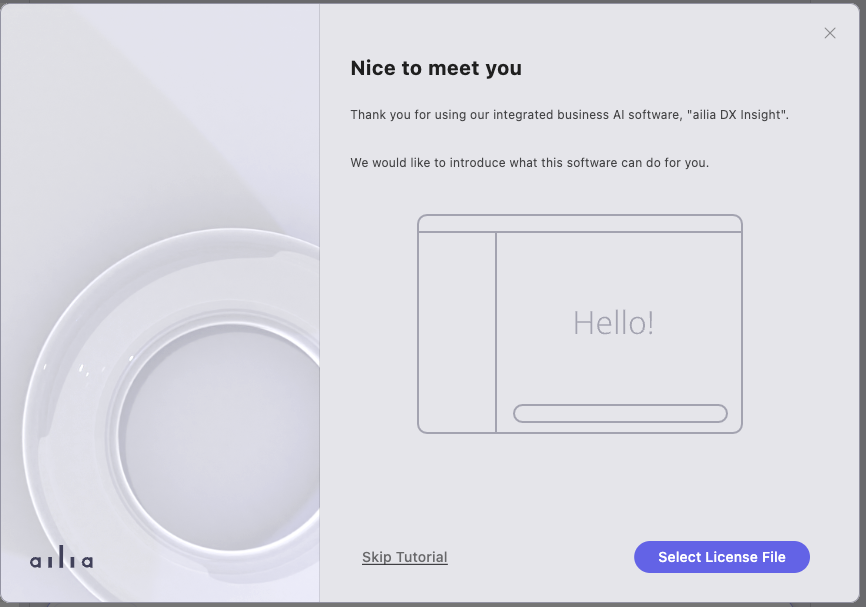 Nice to meet you
Thank you for using our integrated business AI software, "ailia DX Insight".
We would like to introduce what this software can do for you.
Hello!
ailia
Skip Tutorial
Select License File